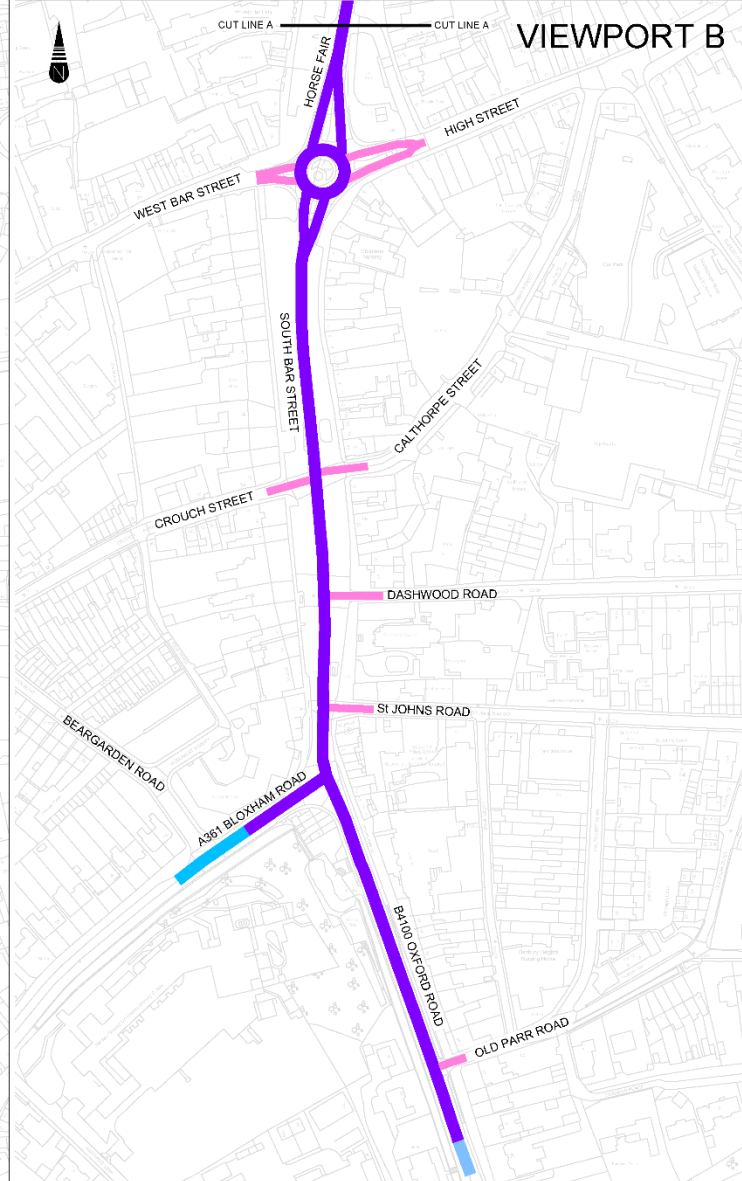 CUT LINE A
CUT LINE A
VIEWPORT B
N
HORSE FAIR
HIGH STREET
WEST BAR STREET
SOUTH BAR STREET
CALTHORPE STREET
CROUCH STREET
DASHWOOD ROAD
St JOHNS ROAD
BEARGARDEN ROAD
A361 BLOXHAM ROAD
B4100 OXFORD ROAD
OLD PARR ROAD